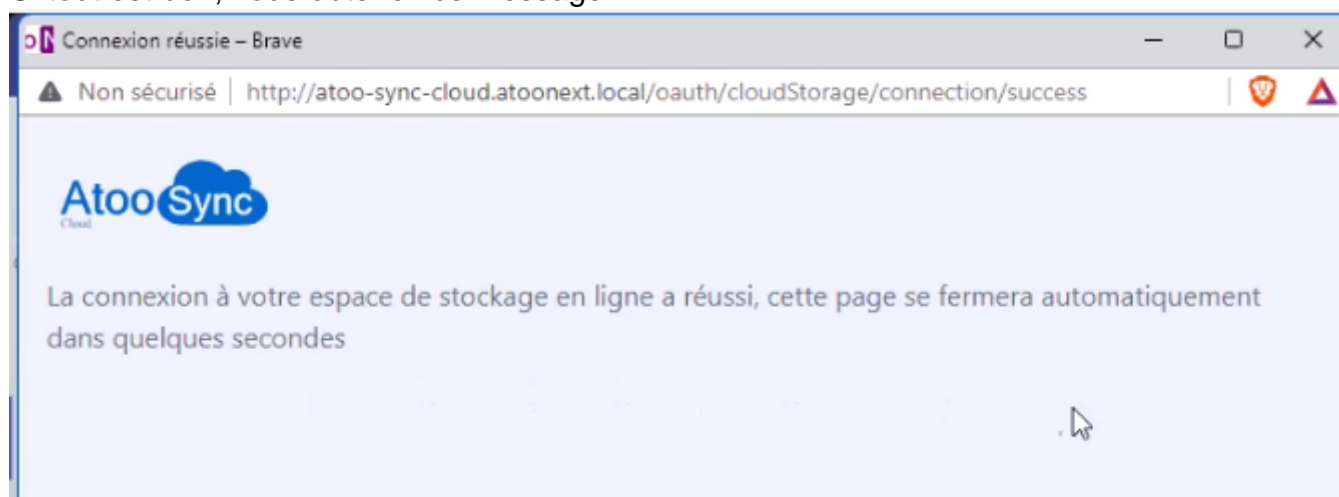 Connexion réussie – Brave
Non sécurisé | http://atoo-sync-cloud.atoonext.local/oauth/cloudStorage/connection/success
Atoo Sync
Cloud
La connexion à votre espace de stockage en ligne a réussi, cette page se fermera automatiquement
dans quelques secondes